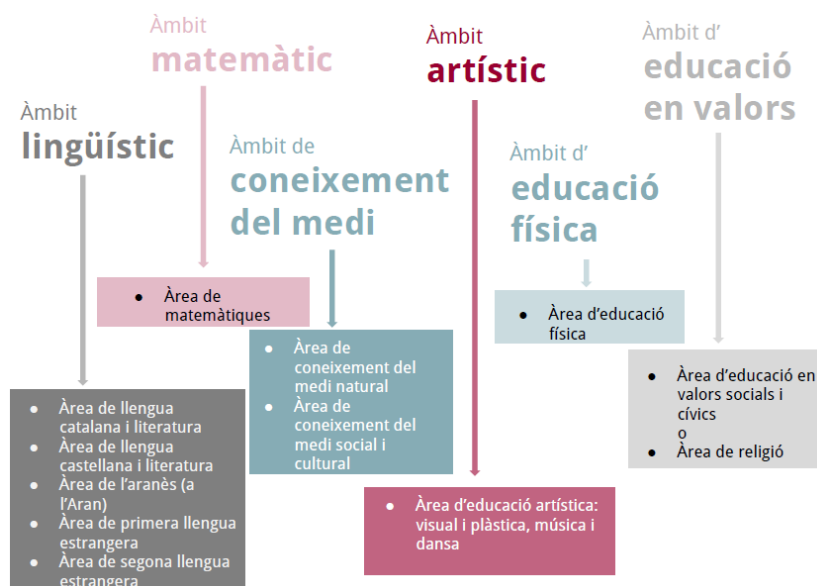 Àmbit
lingüístic
● Àrea de llengua
catalana i literatura
● Àrea de llengua
castellana i literatura
● Àrea de l'aranès (a
l'Aran)
● Àrea de primera llengua
estrangera
● Àrea de segona llengua
estrangera
Àmbit
matemàtic
● Àrea de
matemàtiques
Àmbit de
coneixement
del medi
● Àrea de
coneixement del
medi natural
● Àrea de
coneixement del
medi social i
cultural
Àmbit
artístic
● Àrea d'educació artística:
visual i plàstica, música i
dansa
Àmbit d'
educació
física
● Àrea d'educació
física
Àmbit d'
educació
en valors
● Àrea d'educació en
valors socials i
cívics
o
● Àrea de religió